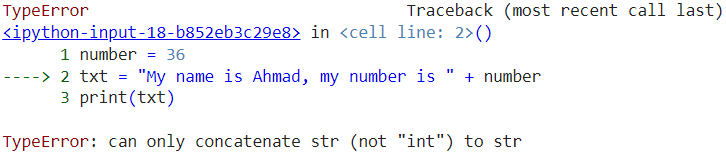 TypeError Traceback (most recent call last)
<ipython-input-18-b852eb3c29e8> in <cell line: 2>()
1 number = 36
----> 2 txt = "My name is Ahmad, my number is " + number
3 print(txt)
TypeError: can only concatenate str (not "int") to str